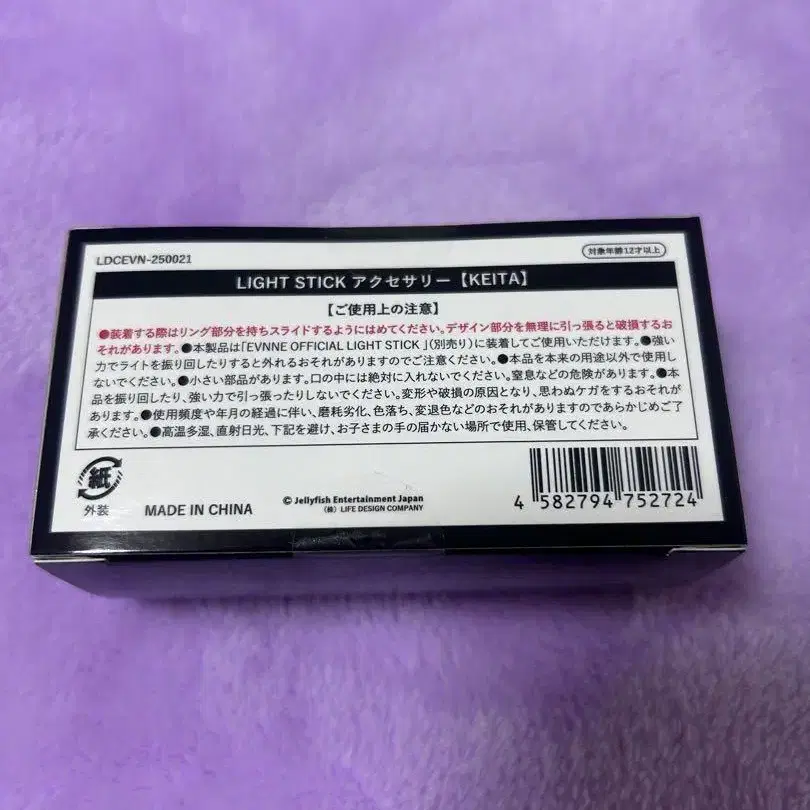 LDCEVN-250021
対象年齢12才以上
LIGHT STICK アクセサリー【KEITA】
【ご使用上の注意】
●装着する際はリング部分を持ちスライドするようにはめてください。デザイン部分を無理に引っ張ると破損するお
それがあります。●本製品は「EVNNE OFFICIAL LIGHT STICK」(別売り)に装着してご使用いただけます。●強い
力でライトを振り回したりすると外れるおそれがありますのでご注意ください。●本品を本来の用途以外で使用し
ないでください。●小さい部品があります。口の中には絶対に入れないでください。窒息などの危険があります。●本
品を振り回したり、強い力で引っ張ったりしないでください。変形や破損の原因となり、思わぬケガをするおそれが
あります。●使用頻度や年月の経過に伴い、磨耗劣化、色落ち、変退色などのおそれがありますのであらかじめご了
承ください。●高温多湿、直射日光、下記を避け、お子さまの手の届かない場所で使用、保管してください。
紙
外装
MADE IN CHINA
© Jellyfish Entertainment Japan
(株) LIFE DESIGN COMPANY
4 582794 752724